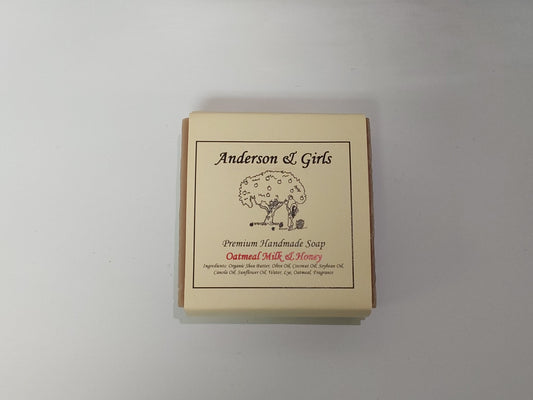 Anderson & Girls
Premium Handmade Soap
Oatmeal Milk & Honey
Ingredients: Organic Shea Butter, Olive Oil, Coconut Oil, Soybean Oil,
Canola Oil, Sunflower Oil, Water, Lye, Oatmeal, Fragrance